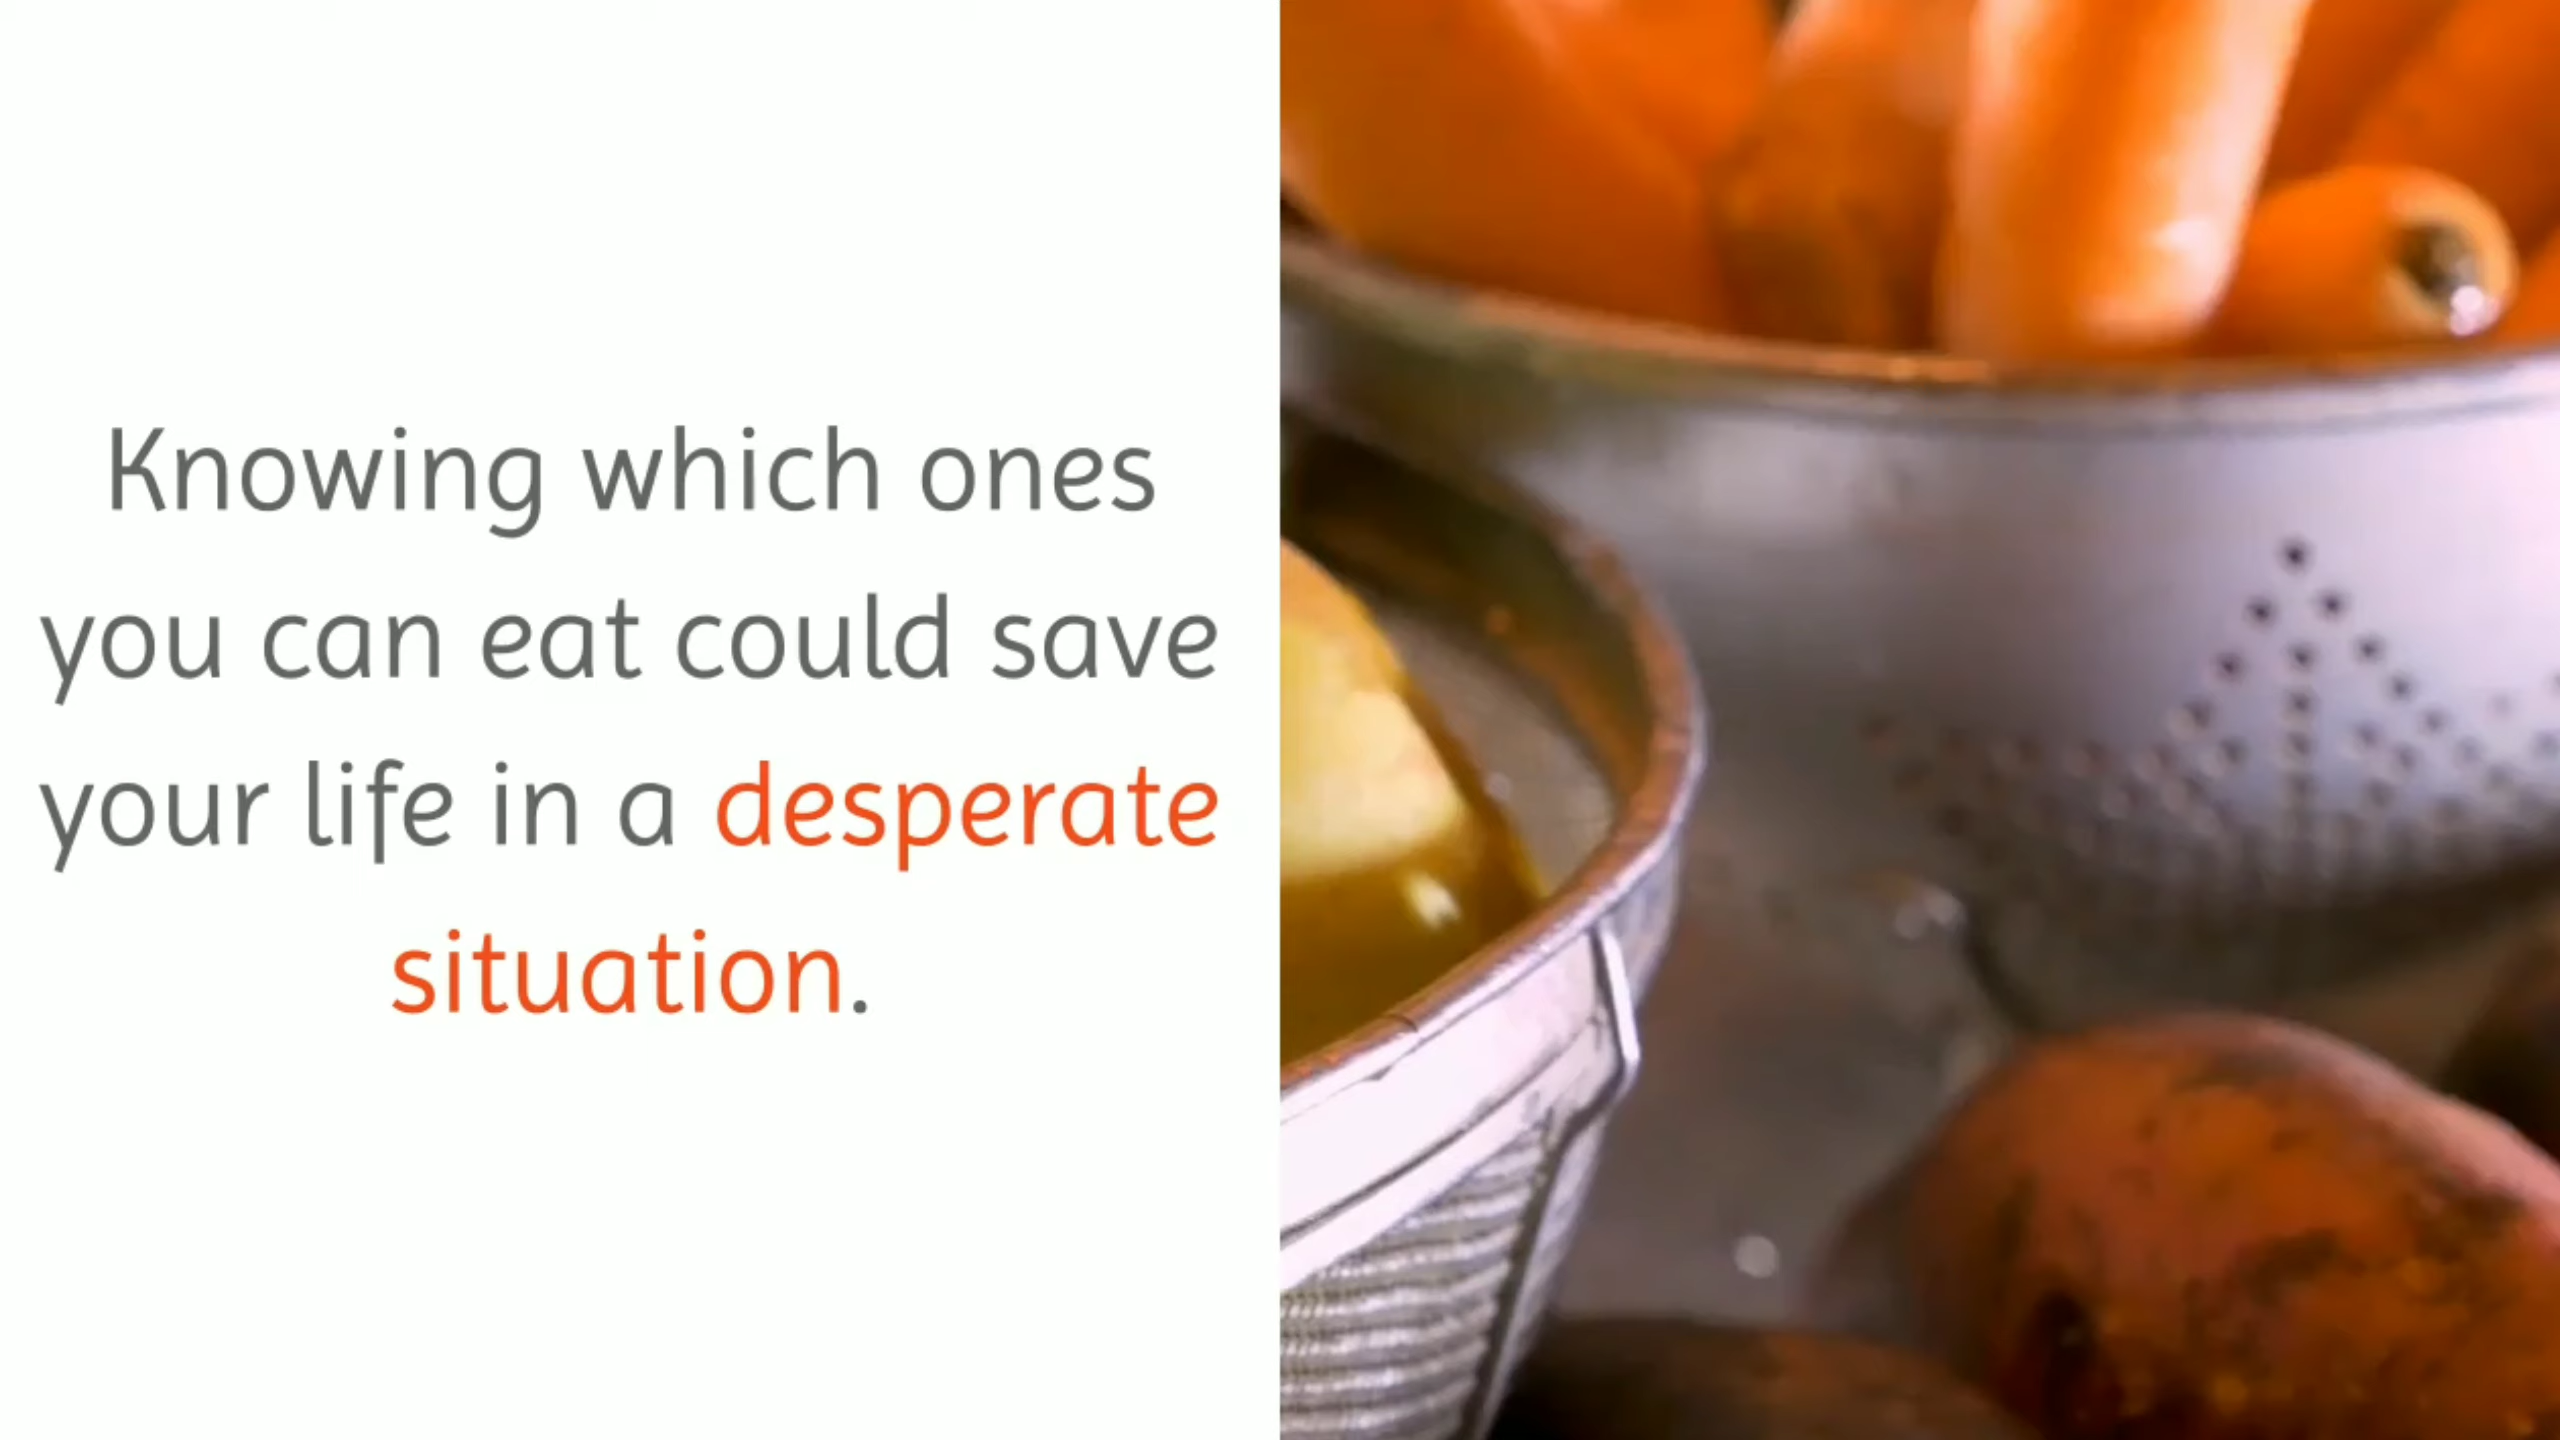 Knowing which ones
you can eat could save
your life in a desperate
situation.